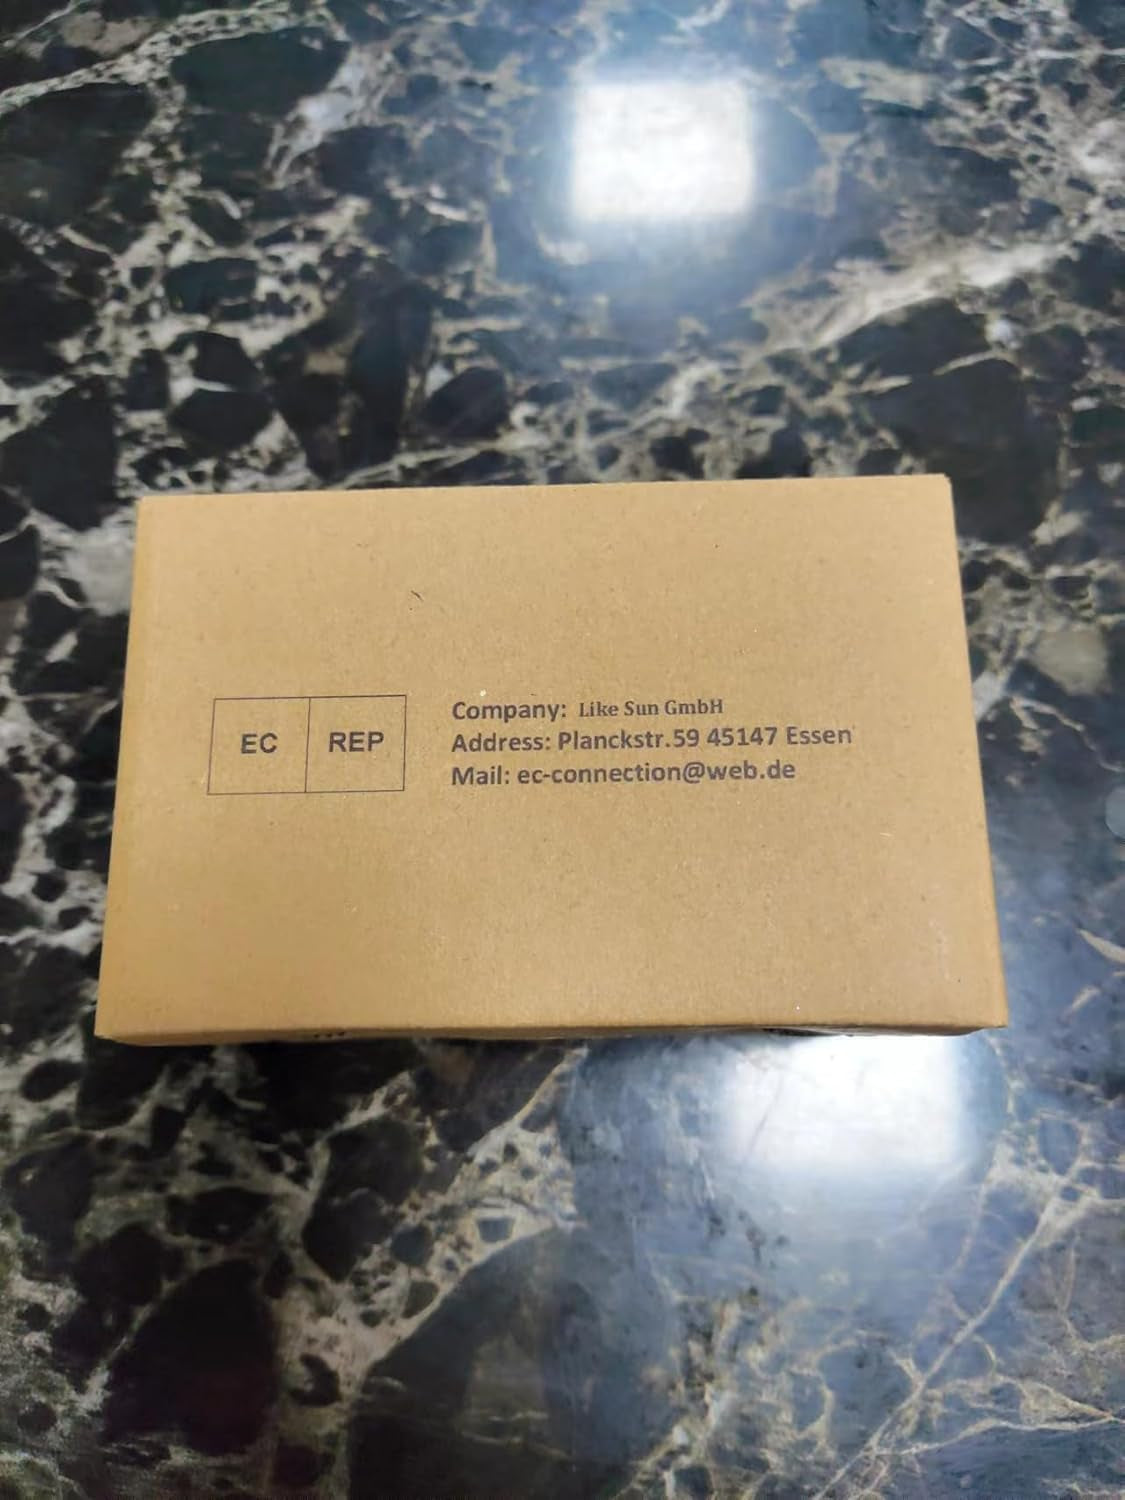 EC REP
Company: Like Sun GmbH
Address: Planckstr.59 45147 Essen
Mail: ec-connection@web.de